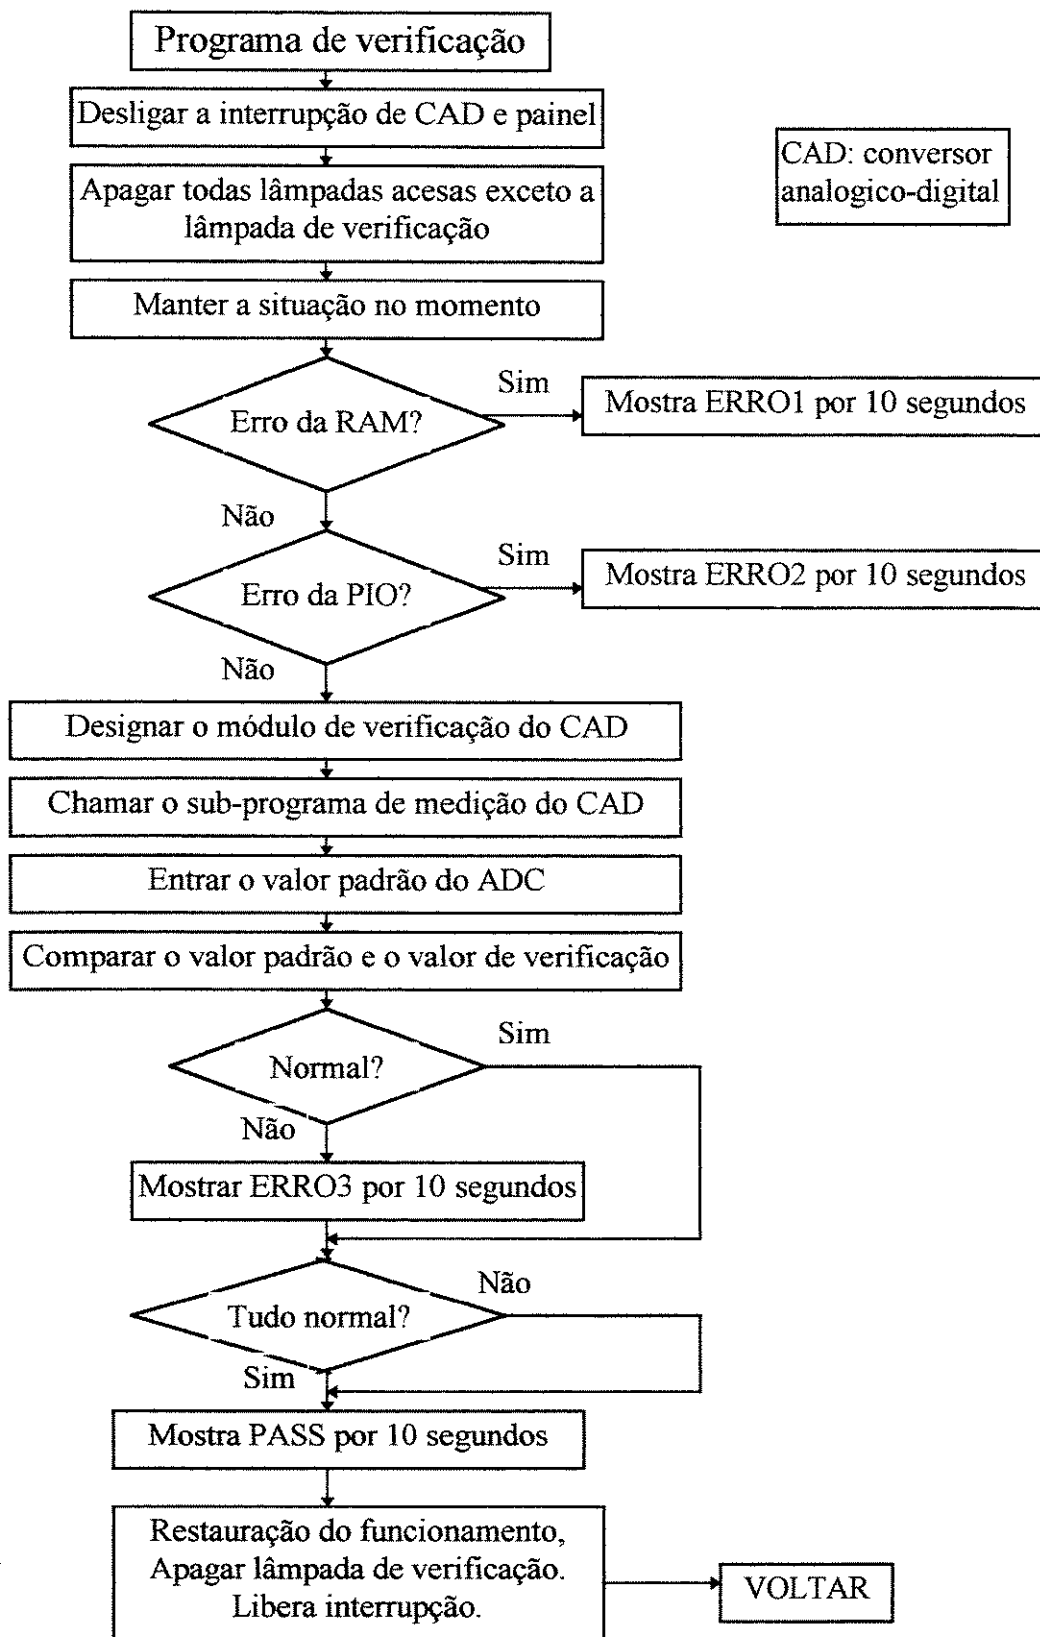 Programa de verificação
Desligar a interrupção de CAD e painel
CAD: conversor
analogico-digital
Apagar todas lâmpadas acesas exceto a
lâmpada de verificação
Manter a situação no momento
Erro da RAM?
Sim
Mostra ERRO1 por 10 segundos
Não
Erro da PIO?
Sim
Mostra ERRO2 por 10 segundos
Não
Designar o módulo de verificação do CAD
Chamar o sub-programa de medição do CAD
Entrar o valor padrão do ADC
Comparar o valor padrão e o valor de verificação
Normal?
Sim
Não
Mostrar ERRO3 por 10 segundos
Tudo normal?
Não
Sim
Mostra PASS por 10 segundos
Restauração do funcionamento,
Apagar lâmpada de verificação.
Libera interrupção.
VOLTAR